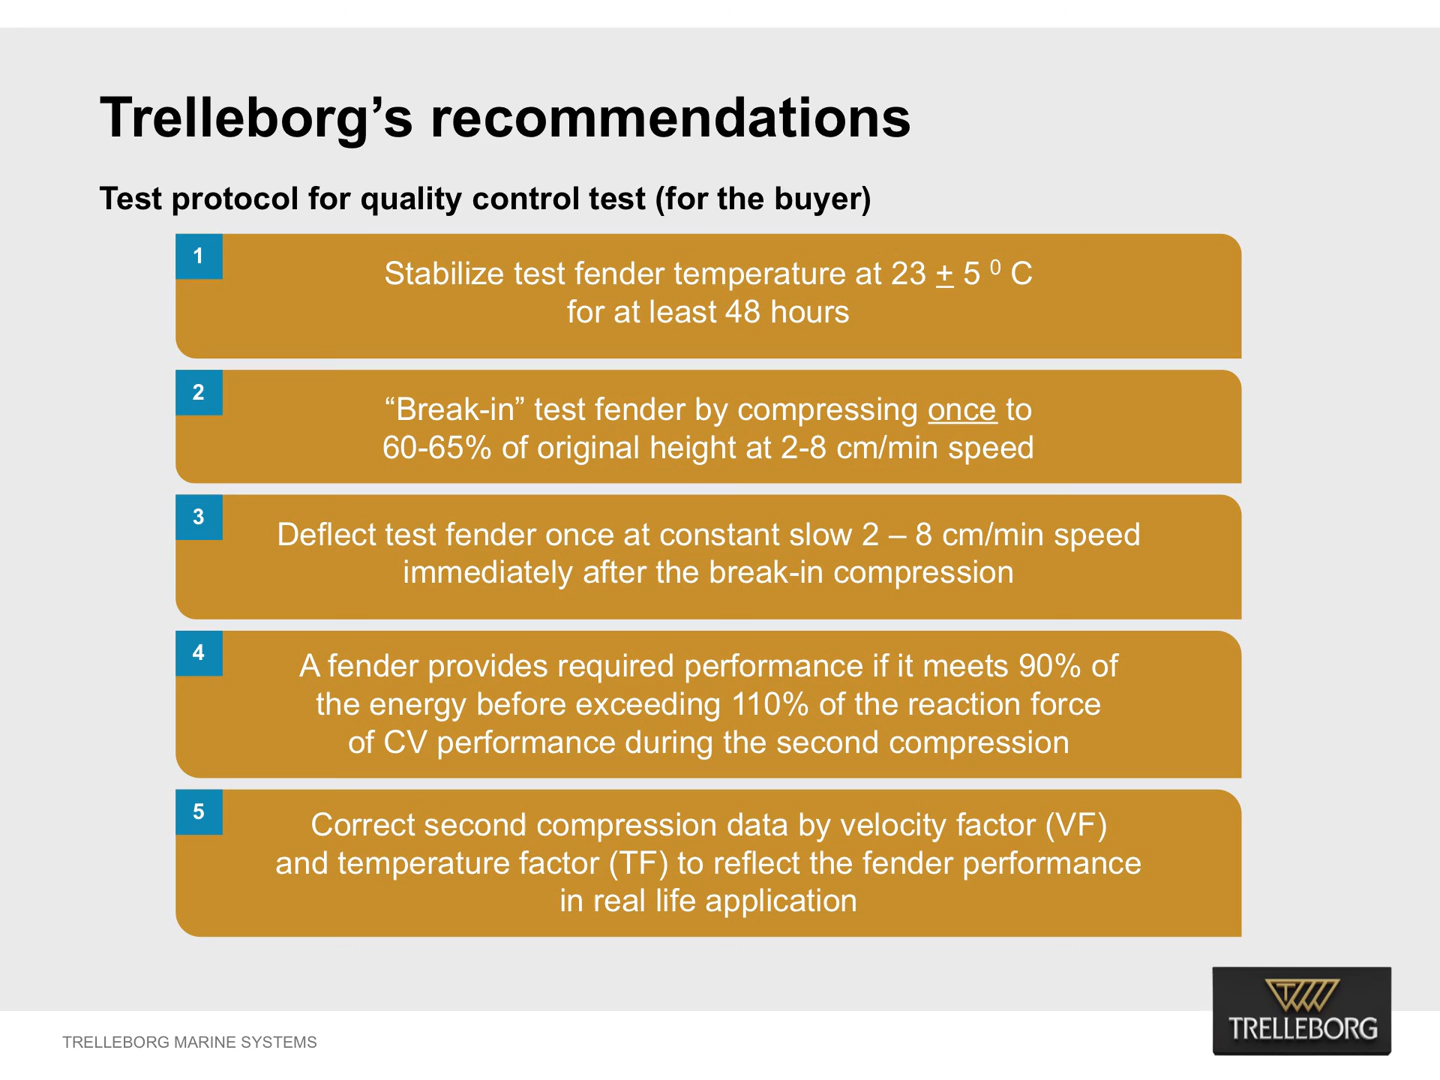 Trelleborg’s recommendations
Test protocol for quality control test (for the buyer)
1
Stabilize test fender temperature at 23 + 5 ⁰ C
for at least 48 hours
2
“Break-in” test fender by compressing once to
60-65% of original height at 2-8 cm/min speed
3
Deflect test fender once at constant slow 2 – 8 cm/min speed
immediately after the break-in compression
4
A fender provides required performance if it meets 90% of
the energy before exceeding 110% of the reaction force
of CV performance during the second compression
5
Correct second compression data by velocity factor (VF)
and temperature factor (TF) to reflect the fender performance
in real life application
TRELLEBORG
TRELLEBORG MARINE SYSTEMS